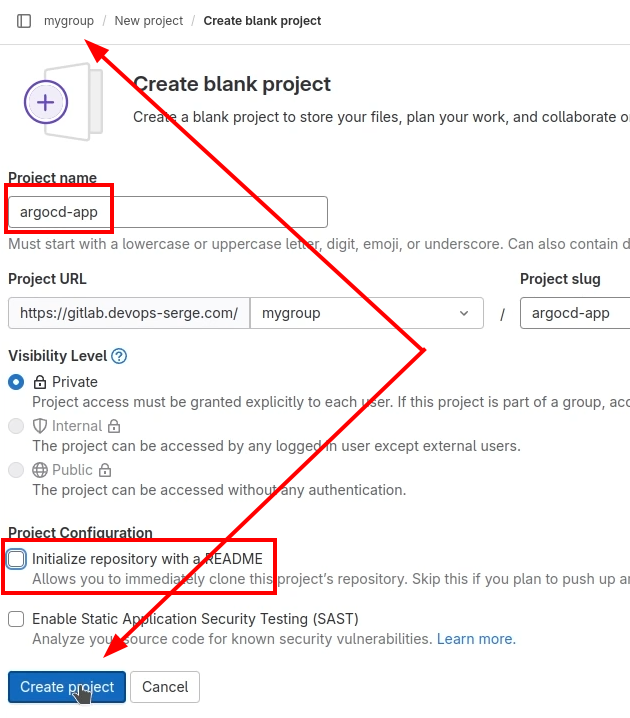 mygroup / New project / Create blank project
Create blank project
Create a blank project to store your files, plan your work, and collaborate o
Project name
argocd-app
Must start with a lowercase or uppercase letter, digit, emoji, or underscore. Can also contain d
Project URL
Project slug
https://gitlab.devops-serge.com/ mygroup / argocd-app
Visibility Level
Private
Project access must be granted explicitly to each user. If this project is part of a group, acc
Internal
The project can be accessed by any logged in user except external users.
Public
The project can be accessed without any authentication.
Project Configuration
Initialize repository with a README
Allows you to immediately clone this project's repository. Skip this if you plan to push up a
Enable Static Application Security Testing (SAST)
Analyze your source code for known security vulnerabilities. Learn more.
Create project Cancel